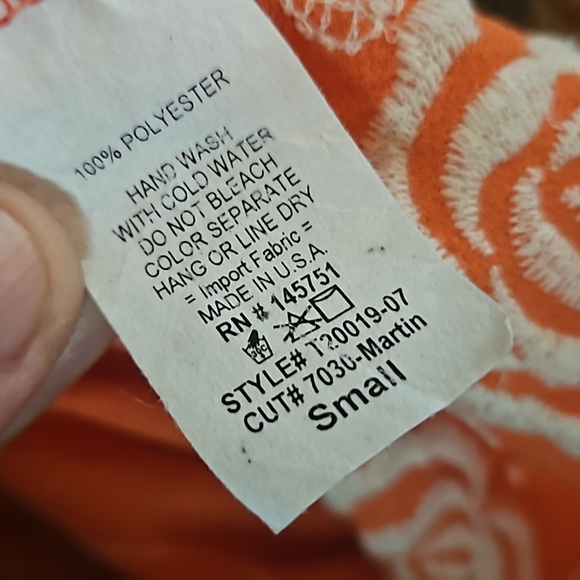 100% POLYESTER
HAND WASH
WITH COLD WATER
DO NOT BLEACH
COLOR SEPARATE
HANG OR LINE DRY
= Import Fabric =
MADE IN U.S.A.
RN # 145751
STYLE# T20019-07
CUT# 7030-Martin
Small